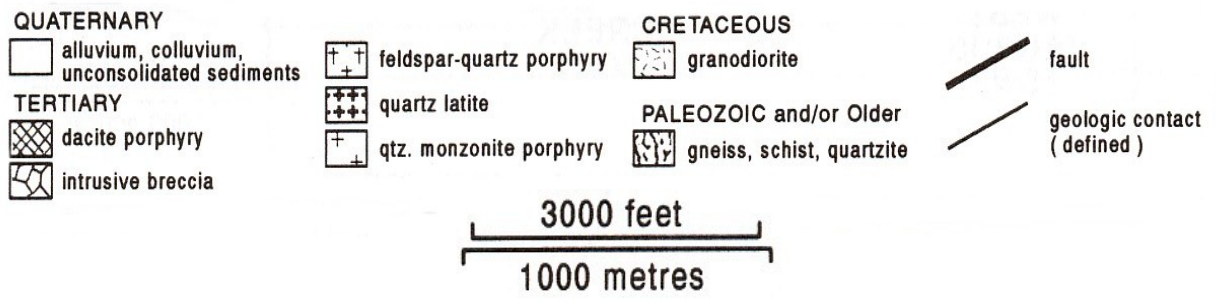 QUATERNARY
alluvium, colluvium,
unconsolidated sediments
TERTIARY
dacite porphyry
intrusive breccia
feldspar-quartz porphyry
quartz latite
qtz. monzonite porphyry
CRETACEOUS
granodiorite
PALEOZOIC and/or Older
gneiss, schist, quartzite
fault
geologic contact
( defined )
3000 feet
1000 metres